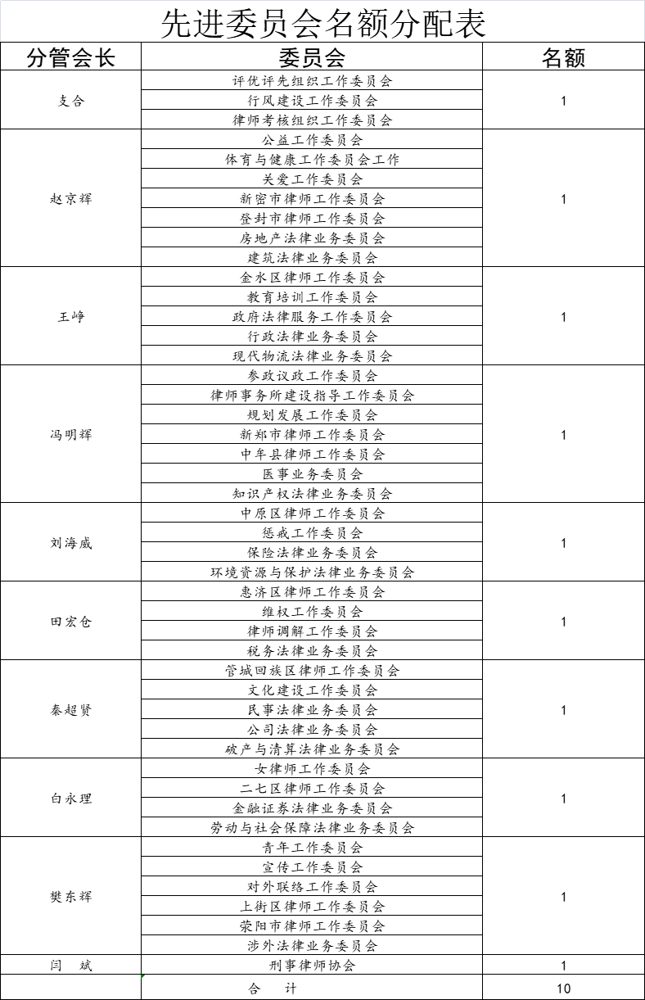 先进委员会名额分配表
分管会长 委员会 名额
支合 1
评优评先组织工作委员会
行风建设工作委员会
律师考核组织工作委员会
赵京辉 1
公益工作委员会
体育与健康工作委员会工作
关爱工作委员会
新密市律师工作委员会
登封市律师工作委员会
房地产法律业务委员会
建筑法律业务委员会
王峥 1
金水区律师工作委员会
教育培训工作委员会
政府法律服务工作委员会
行政法律业务委员会
现代物流法律业务委员会
冯明辉 1
参政议政工作委员会
律师事务所建设指导工作委员会
规划发展工作委员会
新郑市律师工作委员会
中牟县律师工作委员会
医事业务委员会
知识产权法律业务委员会
刘海威 1
中原区律师工作委员会
惩戒工作委员会
保险法律业务委员会
环境资源与保护法律业务委员会
田宏仓 1
惠济区律师工作委员会
维权工作委员会
律师调解工作委员会
税务法律业务委员会
秦超贤 1
管城回族区律师工作委员会
文化建设工作委员会
民事法律业务委员会
公司法律业务委员会
破产与清算法律业务委员会
白永理 1
女律师工作委员会
二七区律师工作委员会
金融证券法律业务委员会
劳动与社会保障法律业务委员会
樊东辉 1
青年工作委员会
宣传工作委员会
对外联络工作委员会
上街区律师工作委员会
荥阳市律师工作委员会
涉外法律业务委员会
闫 斌 刑事律师协会 1
合 计 10